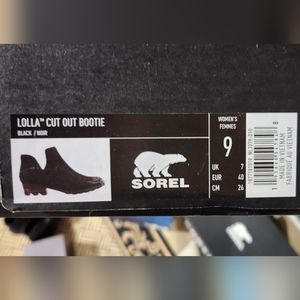 LOLLA™ CUT OUT BOOTIE
BLACK / NOIR
SOREL
WOMEN'S
FEMMES
9
UK 7
EUR 40
CM 26
MADE IN VIETNAM
FABRIQUÉ AU VIETNAM